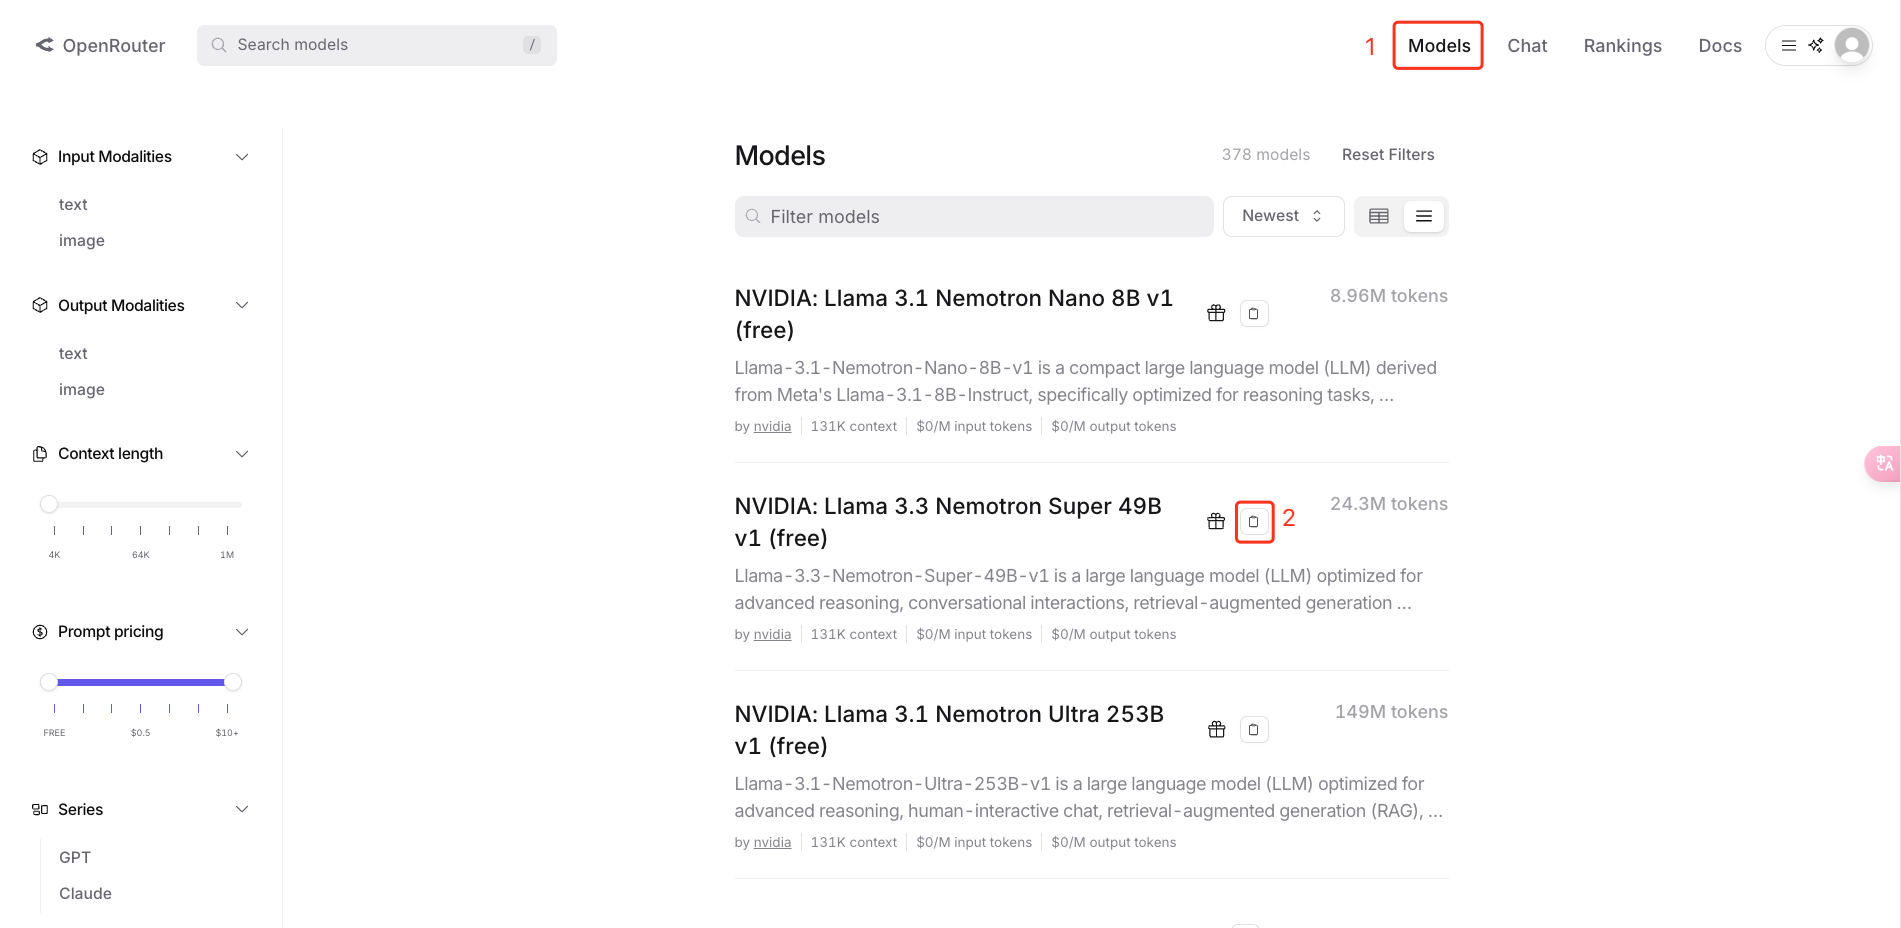 OpenRouter
Search models
/
1
Models
Chat
Rankings
Docs
Input Modalities
text
image
Output Modalities
text
image
Context length
4K 64K 1M
Prompt pricing
FREE $0.5 $10+
Series
GPT
Claude
Models
378 models
Reset Filters
Filter models
Newest
NVIDIA: Llama 3.1 Nemotron Nano 8B v1
(free)
8.96M tokens
Llama-3.1-Nemotron-Nano-8B-v1 is a compact large language model (LLM) derived
from Meta's Llama-3.1-8B-Instruct, specifically optimized for reasoning tasks, ...
by nvidia 131K context $0/M input tokens $0/M output tokens
NVIDIA: Llama 3.3 Nemotron Super 49B
v1 (free)
2
24.3M tokens
Llama-3.3-Nemotron-Super-49B-v1 is a large language model (LLM) optimized for
advanced reasoning, conversational interactions, retrieval-augmented generation ...
by nvidia 131K context $0/M input tokens $0/M output tokens
NVIDIA: Llama 3.1 Nemotron Ultra 253B
v1 (free)
149M tokens
Llama-3.1-Nemotron-Ultra-253B-v1 is a large language model (LLM) optimized for
advanced reasoning, human-interactive chat, retrieval-augmented generation (RAG), ...
by nvidia 131K context $0/M input tokens $0/M output tokens
中A